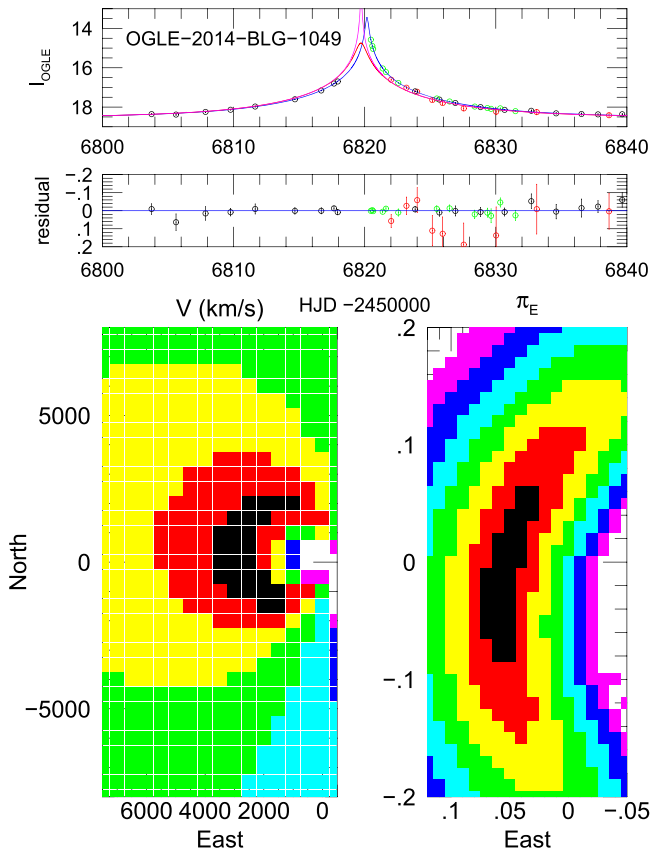 OGLE−2014−BLG−1049
I_OGLE
14
16
18
6800 6810 6820 6830 6840
residual
−.2
−.1
0
.1
.2
6800 6810 6820 6830 6840
V (km/s) HJD −2450000 π_E
North
5000
0
−5000
6000 4000 2000 0
East
.2
.1
0
−.1
−.2
.1 .05 0 −.05
East